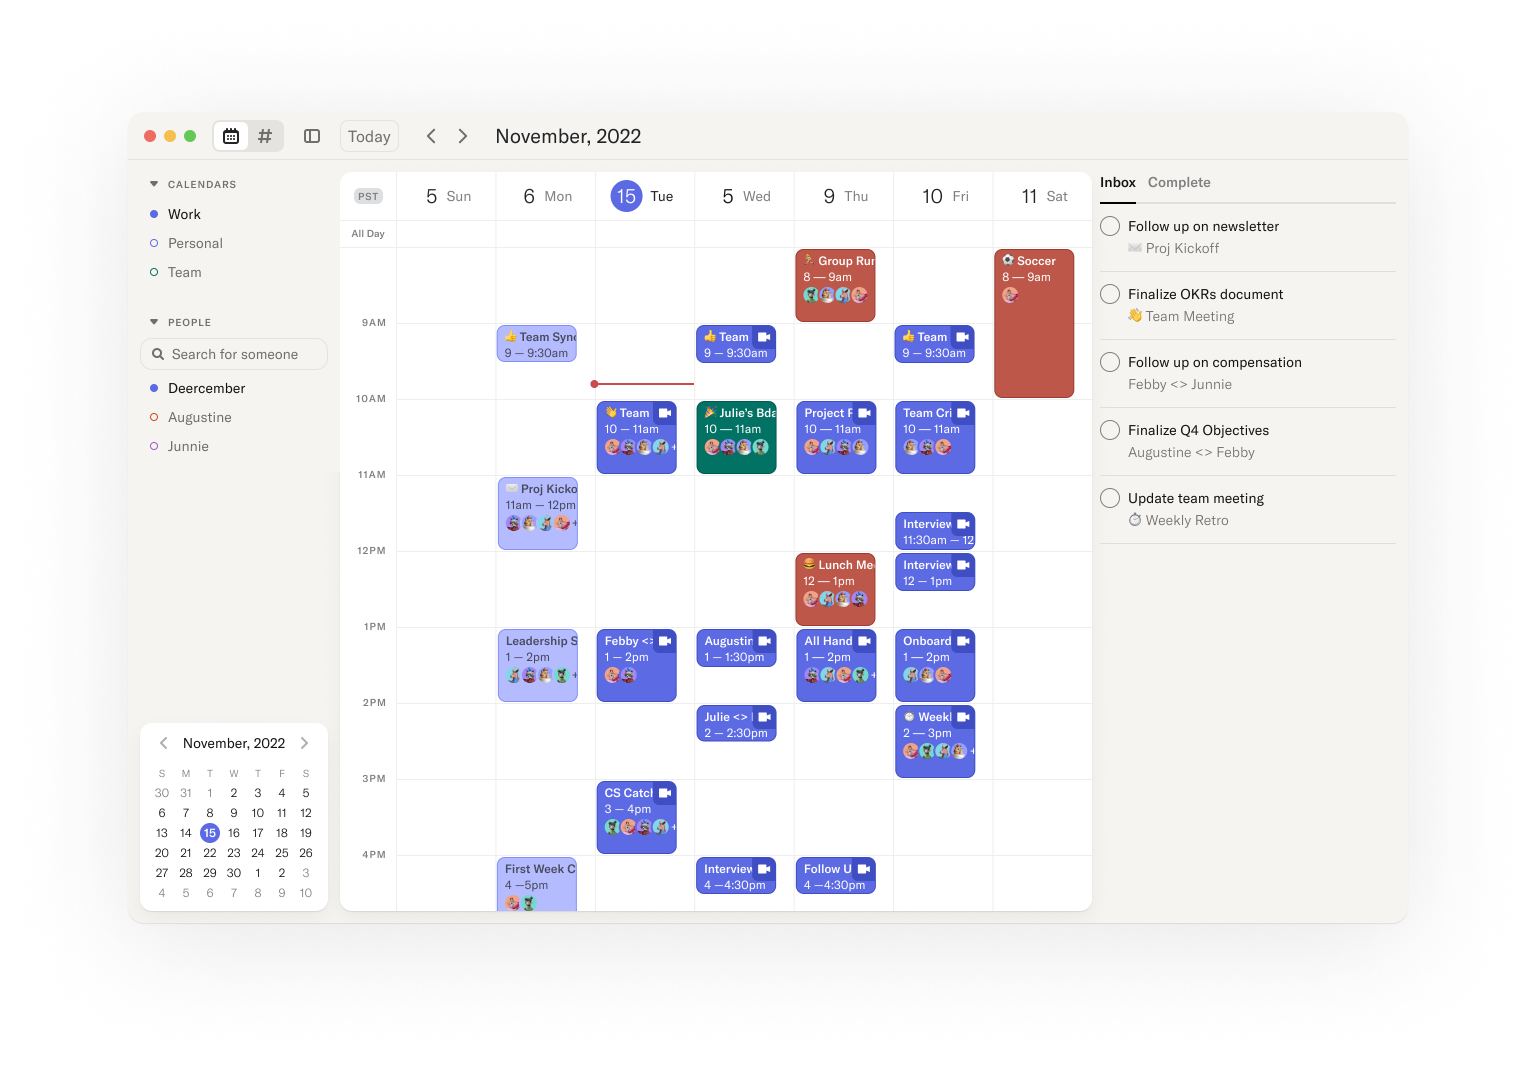 Today
November, 2022
CALENDARS
Work
Personal
Team
PEOPLE
Search for someone
Deercember
Augustine
Junnie
November, 2022
S M T W T F S
30 31 1 2 3 4 5
6 7 8 9 10 11 12
13 14 15 16 17 18 19
20 21 22 23 24 25 26
27 28 29 30 1 2 3
4 5 6 7 8 9 10
PST
5 Sun
6 Mon
15 Tue
5 Wed
9 Thu
10 Fri
11 Sat
All Day
9AM
10AM
11AM
12PM
1PM
2PM
3PM
4PM
👍 Team Sync
9 — 9:30am
✉️ Proj Kicko
11am — 12pm
+
Leadership S
1 — 2pm
+
First Week C
4 —5pm
👋 Team
10 — 11am
+
Febby <>
1 — 2pm
CS Catch
3 — 4pm
+
👍 Team
9 — 9:30am
🎉 Julie's Bda
10 — 11am
Augustin
1 — 1:30pm
Julie <>
2 — 2:30pm
Interview
4 —4:30pm
🏃 Group Run
8 — 9am
Project
10 — 11am
🍔 Lunch Mee
12 — 1pm
All Hand
1 — 2pm
+
Follow U
4 —4:30pm
👍 Team
9 — 9:30am
Team Cri
10 — 11am
Interview
11:30am — 12
Interview
12 — 1pm
Onboard
1 — 2pm
⏱ Weekl
2 — 3pm
+
⚽ Soccer
8 — 9am
Inbox
Complete
Follow up on newsletter
✉️ Proj Kickoff
Finalize OKRs document
👋 Team Meeting
Follow up on compensation
Febby <> Junnie
Finalize Q4 Objectives
Augustine <> Febby
Update team meeting
⏱ Weekly Retro